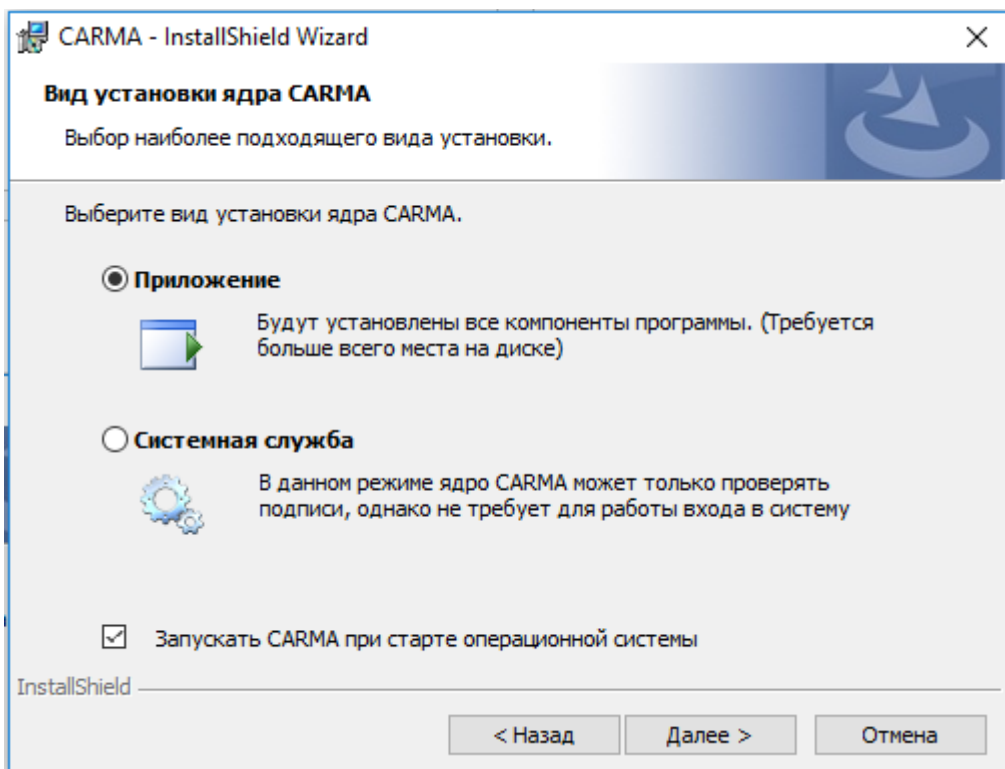 CARMA - InstallShield Wizard
Вид установки ядра CARMA
Выбор наиболее подходящего вида установки.
Выберите вид установки ядра CARMA.
Приложение
Будут установлены все компоненты программы. (Требуется
больше всего места на диске)
Системная служба
В данном режиме ядро CARMA может только проверять
подписи, однако не требует для работы входа в систему
Запускать CARMA при старте операционной системы
InstallShield
< Назад
Далее >
Отмена